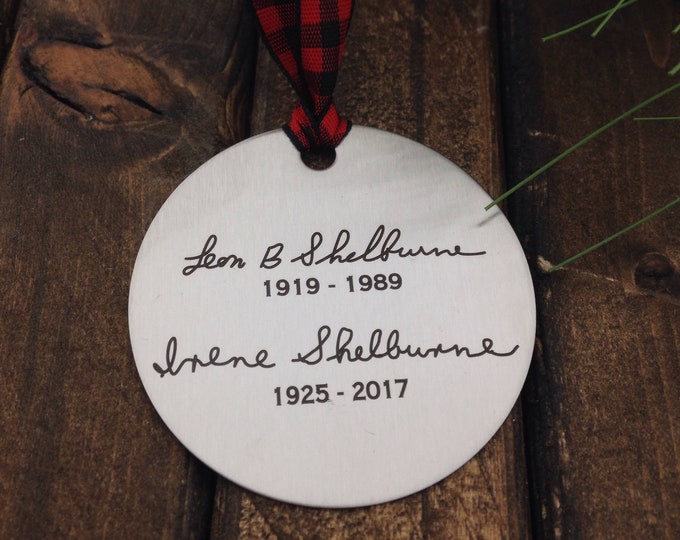 Leon B Shelburne
1919 - 1989
Irene Shelburne
1925 - 2017